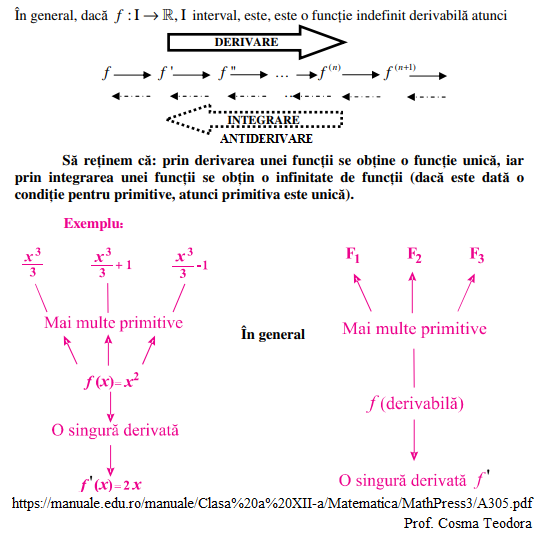 În general, dacă f : I → ℝ, I interval, este, este o funcție indefinit derivabilă atunci
DERIVARE
f → f ' → f '' → … → f⁽ⁿ⁾ → f⁽ⁿ⁺¹⁾ →
INTEGRARE
ANTIDERIVARE
Să reținem că: prin derivarea unei funcții se obține o funcție unică, iar
prin integrarea unei funcții se obțin o infinitate de funcții (dacă este dată o
condiție pentru primitive, atunci primitiva este unică).
Exemplu:
x³/3 x³/3 + 1 x³/3 -1
Mai multe primitive
f(x)=x²
O singură derivată
f'(x)=2x
În general
F₁ F₂ F₃
Mai multe primitive
f (derivabilă)
O singură derivată f '
https://manuale.edu.ro/manuale/Clasa%20a%20XII-a/Matematica/MathPress3/A305.pdf
Prof. Cosma Teodora